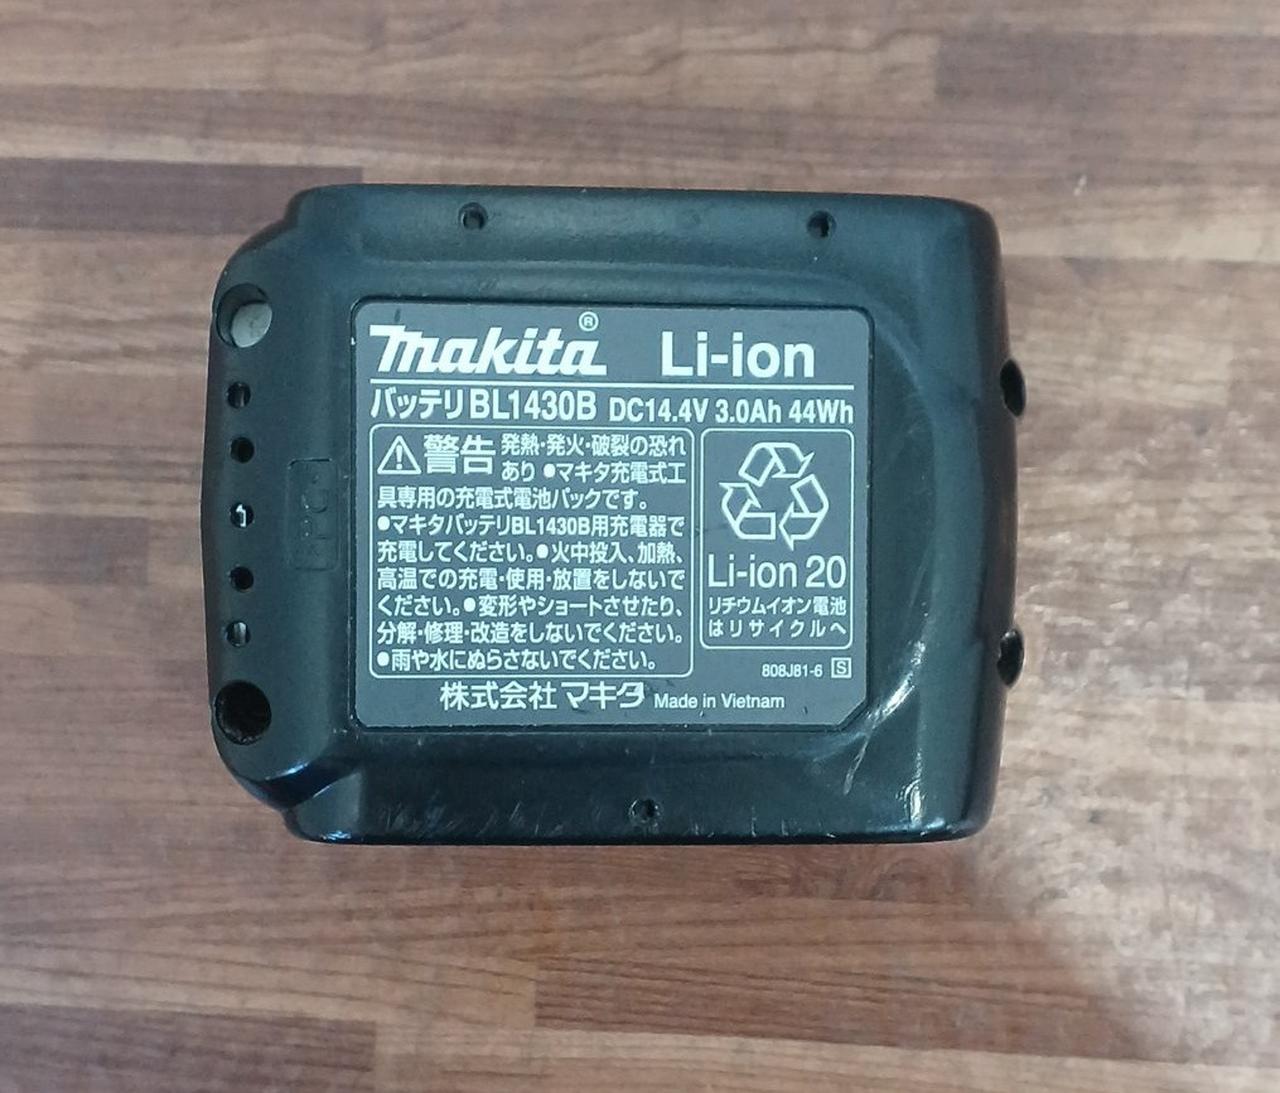 makita® Li-ion
バッテリ BL1430B DC14.4V 3.0Ah 44Wh
⚠警告 発熱・発火・破裂の恐れ
あり ●マキタ充電式工
具専用の充電式電池パックです。
●マキタバッテリBL1430B用充電器で
充電してください。●火中投入、加熱、
高温での充電・使用・放置をしないで
ください。●変形やショートさせたり、
分解・修理・改造をしないでください。
●雨や水にぬらさないでください。
Li-ion 20
リチウムイオン電池
はリサイクルへ
808J81-6 S
株式会社 マキタ Made in Vietnam